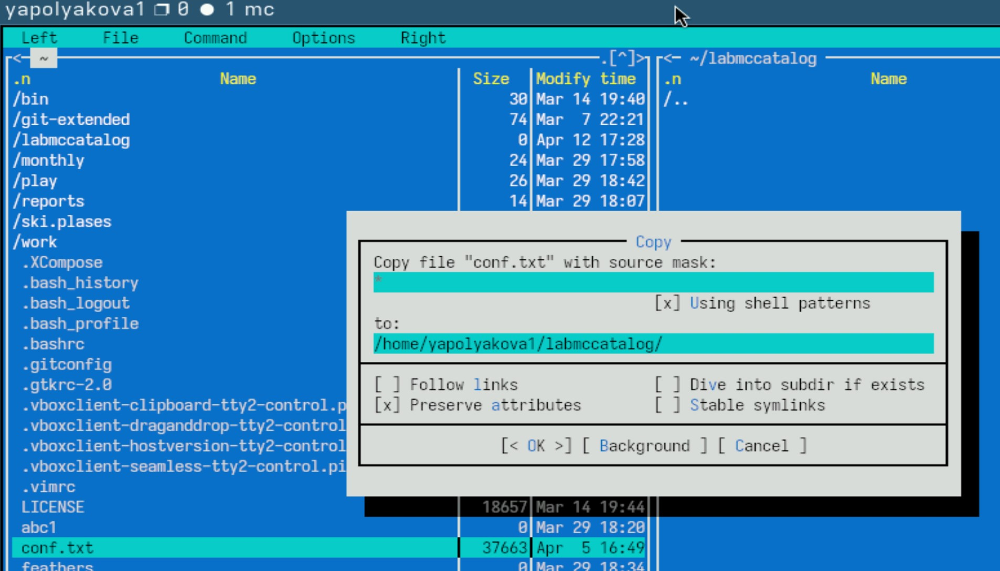 yapolyakova1 0 1 mc
Left File Command Options Right
<- ~ .[^]> <- ~/labmccatalog
.n Name Size Modify time .n Name
/bin 30 Mar 14 19:40 /..
/git-extended 74 Mar 7 22:21
/labmccatalog 0 Apr 12 17:28
/monthly 24 Mar 29 17:58
/play 26 Mar 29 18:42
/reports 14 Mar 29 18:07
/ski.plases
/work
.XCompose
.bash_history
.bash_logout
.bash_profile
.bashrc
.gitconfig
.gtkrc-2.0
.vboxclient-clipboard-tty2-control.p
.vboxclient-draganddrop-tty2-control
.vboxclient-hostversion-tty2-control
.vboxclient-seamless-tty2-control.pi
.vimrc
LICENSE 18657 Mar 14 19:44
abc1 0 Mar 29 18:20
conf.txt 37663 Apr 5 16:49
feathers 0 Mar 29 18:34
Copy
Copy file "conf.txt" with source mask:
*
[x] Using shell patterns
to:
/home/yapolyakova1/labmccatalog/
[ ] Follow links [ ] Dive into subdir if exists
[x] Preserve attributes [ ] Stable symlinks
[< OK >] [ Background ] [ Cancel ]